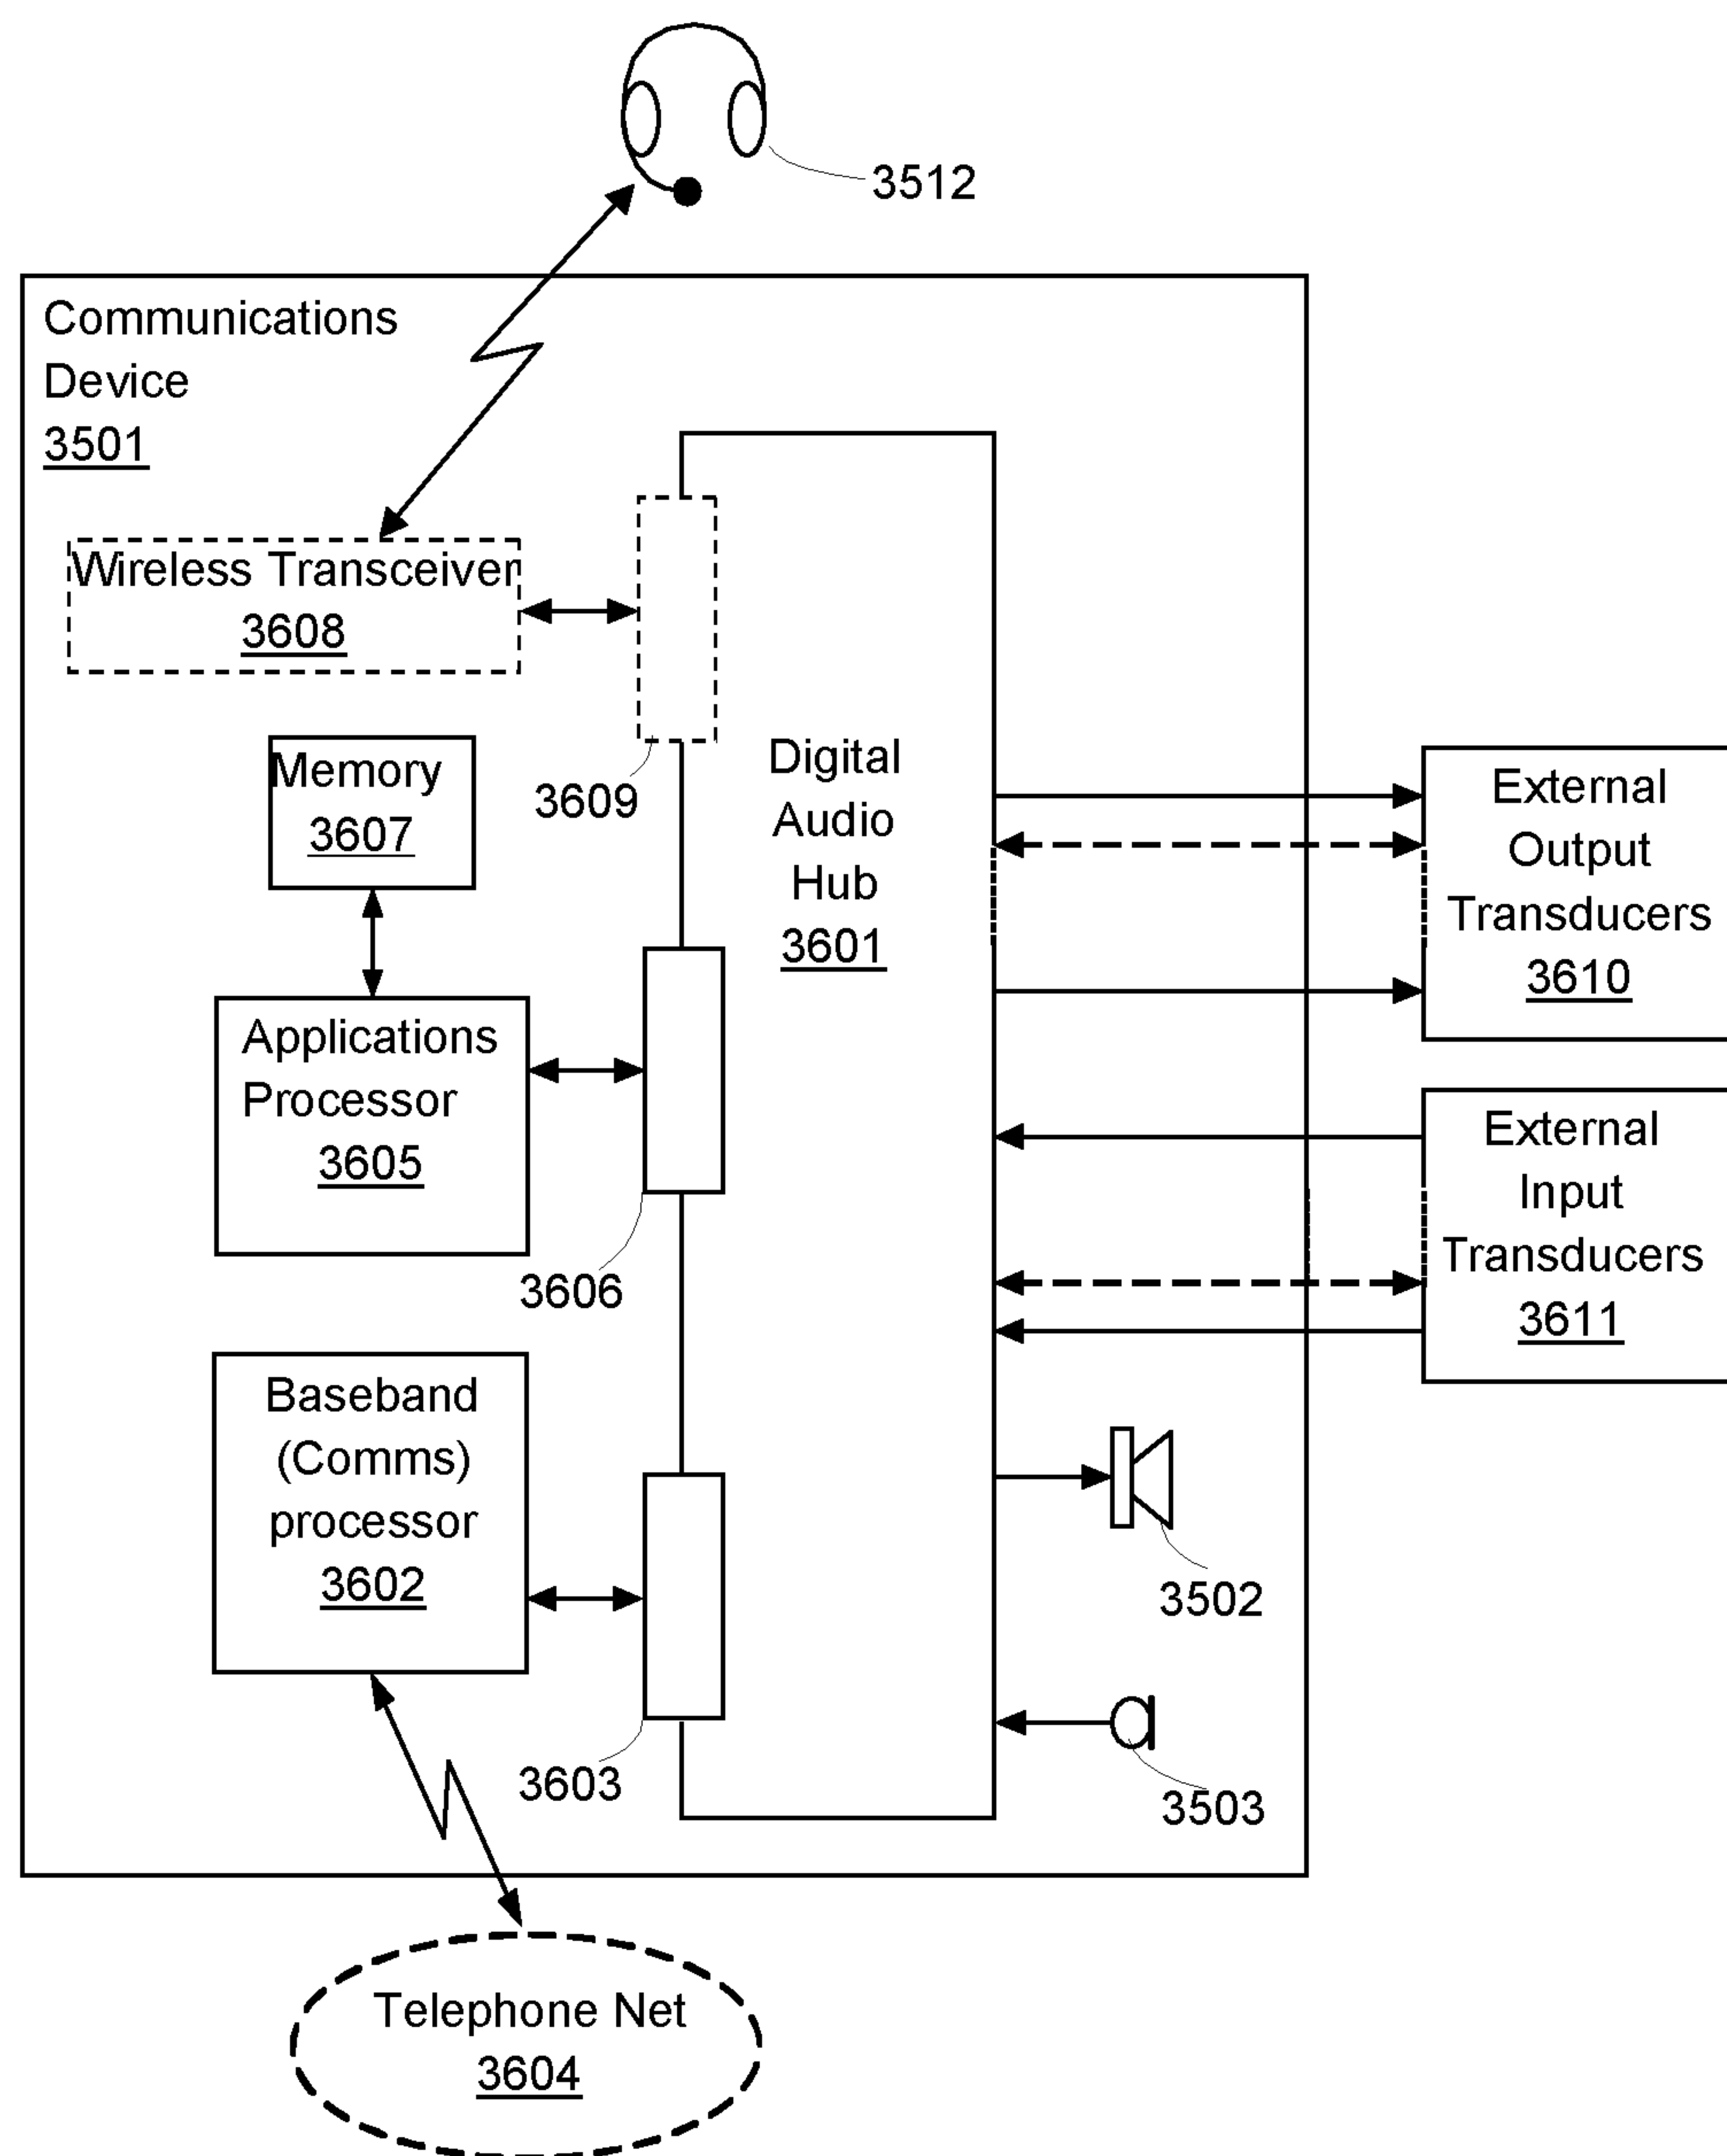 3512
Communications
Device
3501
Wireless Transceiver
3608
3609
Memory
3607
Digital
Audio
Hub
3601
External
Output
Transducers
3610
Applications
Processor
3605
3606
External
Input
Transducers
3611
Baseband
(Comms)
processor
3602
3603
3502
3503
Telephone Net
3604